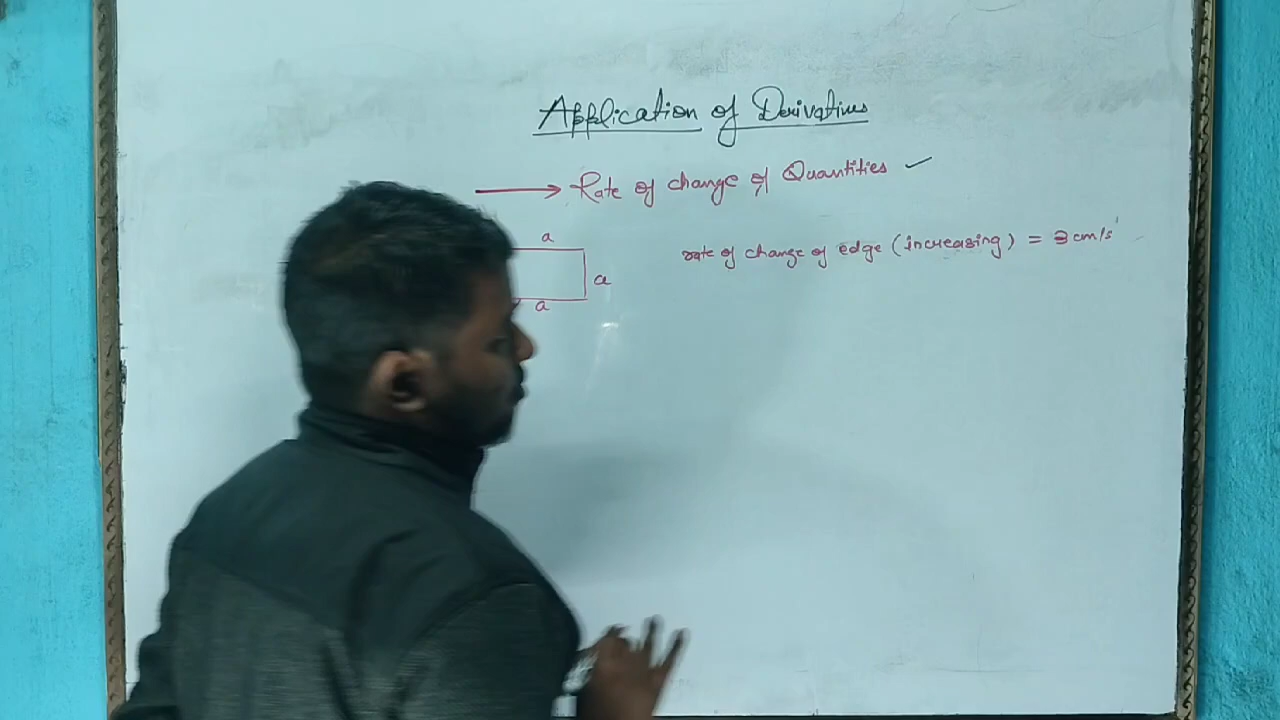 Application of Derivatives
Rate of change of Quantities
a
rate of change of edge (increasing) = 3 cm/s
a
a